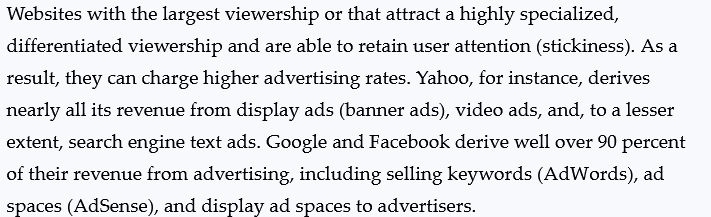 Websites with the largest viewership or that attract a highly specialized,
differentiated viewership and are able to retain user attention (stickiness). As a
result, they can charge higher advertising rates. Yahoo, for instance, derives
nearly all its revenue from display ads (banner ads), video ads, and, to a lesser
extent, search engine text ads. Google and Facebook derive well over 90 percent
of their revenue from advertising, including selling keywords (AdWords), ad
spaces (AdSense), and display ad spaces to advertisers.